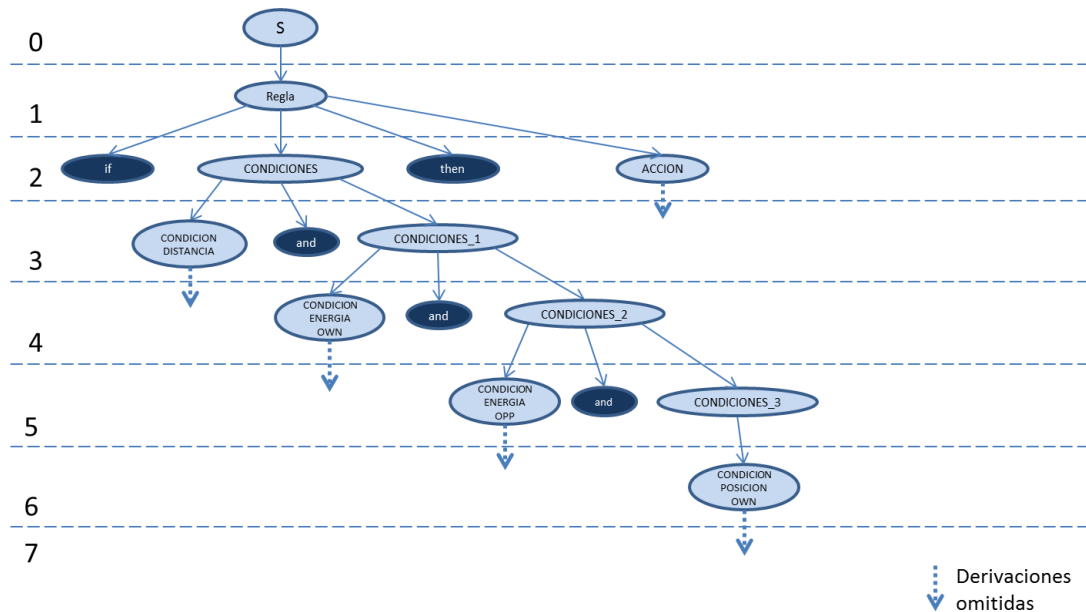 0
S
1
Regla
2
if
CONDICIONES
then
ACCION
3
CONDICION
DISTANCIA
and
CONDICIONES_1
4
CONDICION
ENERGIA
OWN
and
CONDICIONES_2
5
CONDICION
ENERGIA
OPP
and
CONDICIONES_3
6
CONDICION
POSICION
OWN
7
Derivaciones
omitidas